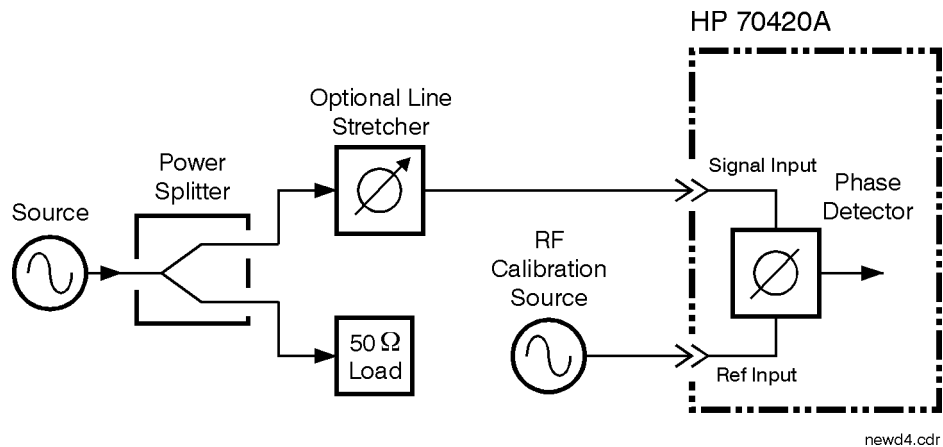 HP 70420A
Optional Line
Stretcher
Power
Splitter
Source
Signal Input
Phase
Detector
RF
Calibration
Source
50 Ω
Load
Ref Input
newd4.cdr